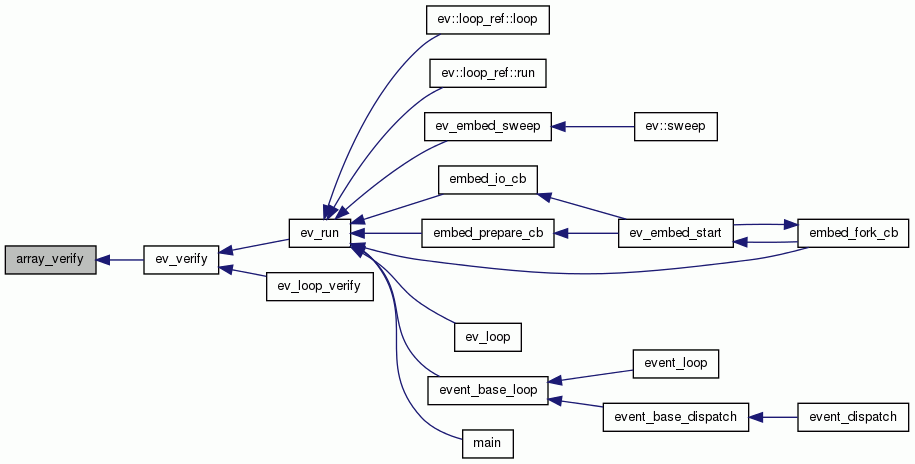 ev::loop_ref::loop
ev::loop_ref::run
ev_embed_sweep
ev::sweep
embed_io_cb
ev_run
embed_prepare_cb
ev_embed_start
embed_fork_cb
array_verify
ev_verify
ev_loop_verify
ev_loop
event_loop
event_base_loop
event_base_dispatch
event_dispatch
main